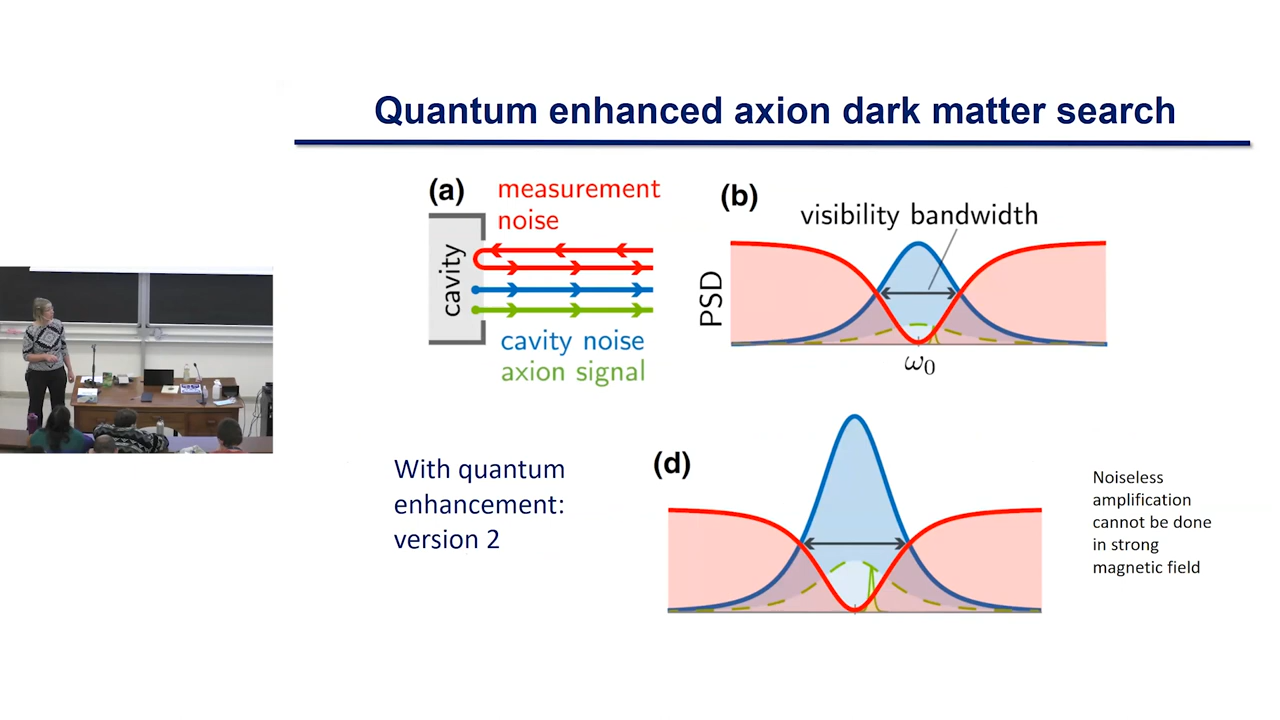 Quantum enhanced axion dark matter search
(a)
measurement
noise
cavity
cavity noise
axion signal
(b)
visibility bandwidth
PSD
ω₀
With quantum
enhancement:
version 2
(d)
Noiseless
amplification
cannot be done
in strong
magnetic field